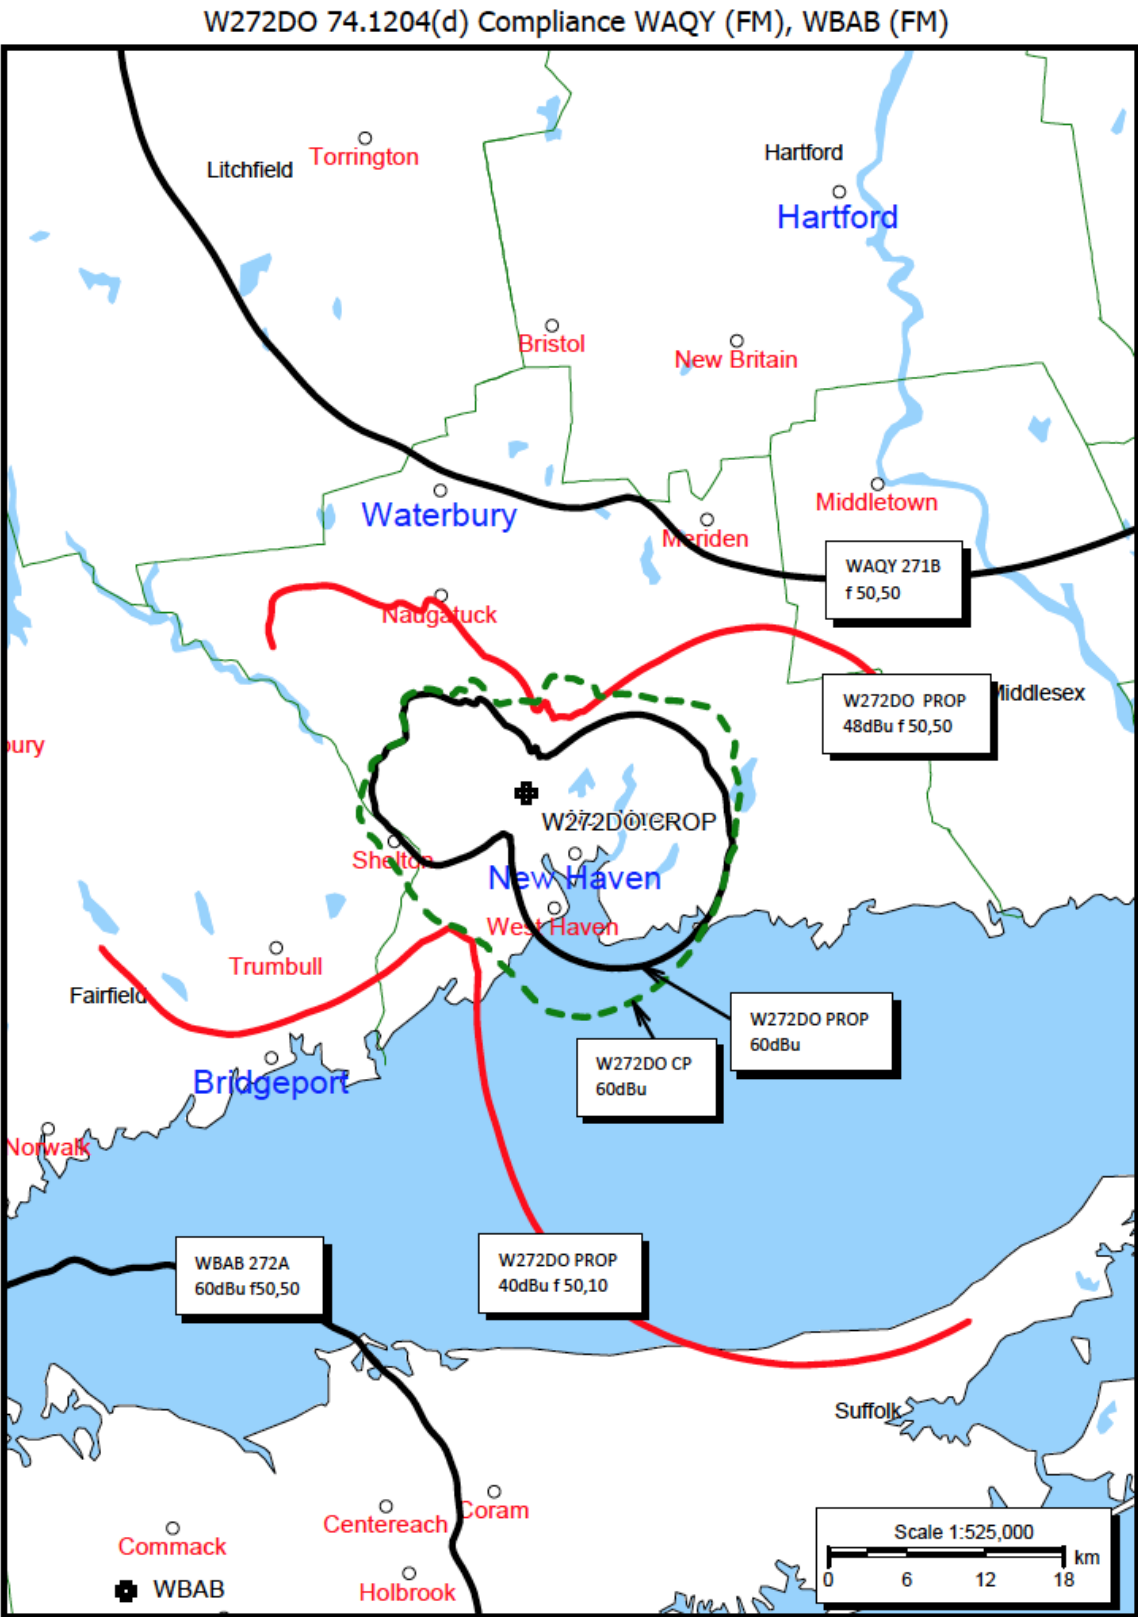 W272DO 74.1204(d) Compliance WAQY (FM), WBAB (FM)
Torrington
Litchfield
Hartford
Hartford
Bristol
New Britain
Waterbury
Middletown
Meriden
WAQY 271B
f 50,50
Naugatuck
W272DO PROP
48dBu f 50,50
Middlesex
bury
W272DO.CROP
Shelton
New Haven
West Haven
Trumbull
Fairfield
W272DO PROP
60dBu
W272DO CP
60dBu
Bridgeport
Norwalk
WBAB 272A
60dBu f50,50
W272DO PROP
40dBu f 50,10
Suffolk
Coram
Centereach
Commack
Holbrook
WBAB
Scale 1:525,000
km
0 6 12 18